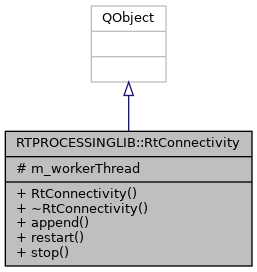 QObject
RTPROCESSINGLIB::RtConnectivity
# m_workerThread
+ RtConnectivity()
+ ~RtConnectivity()
+ append()
+ restart()
+ stop()